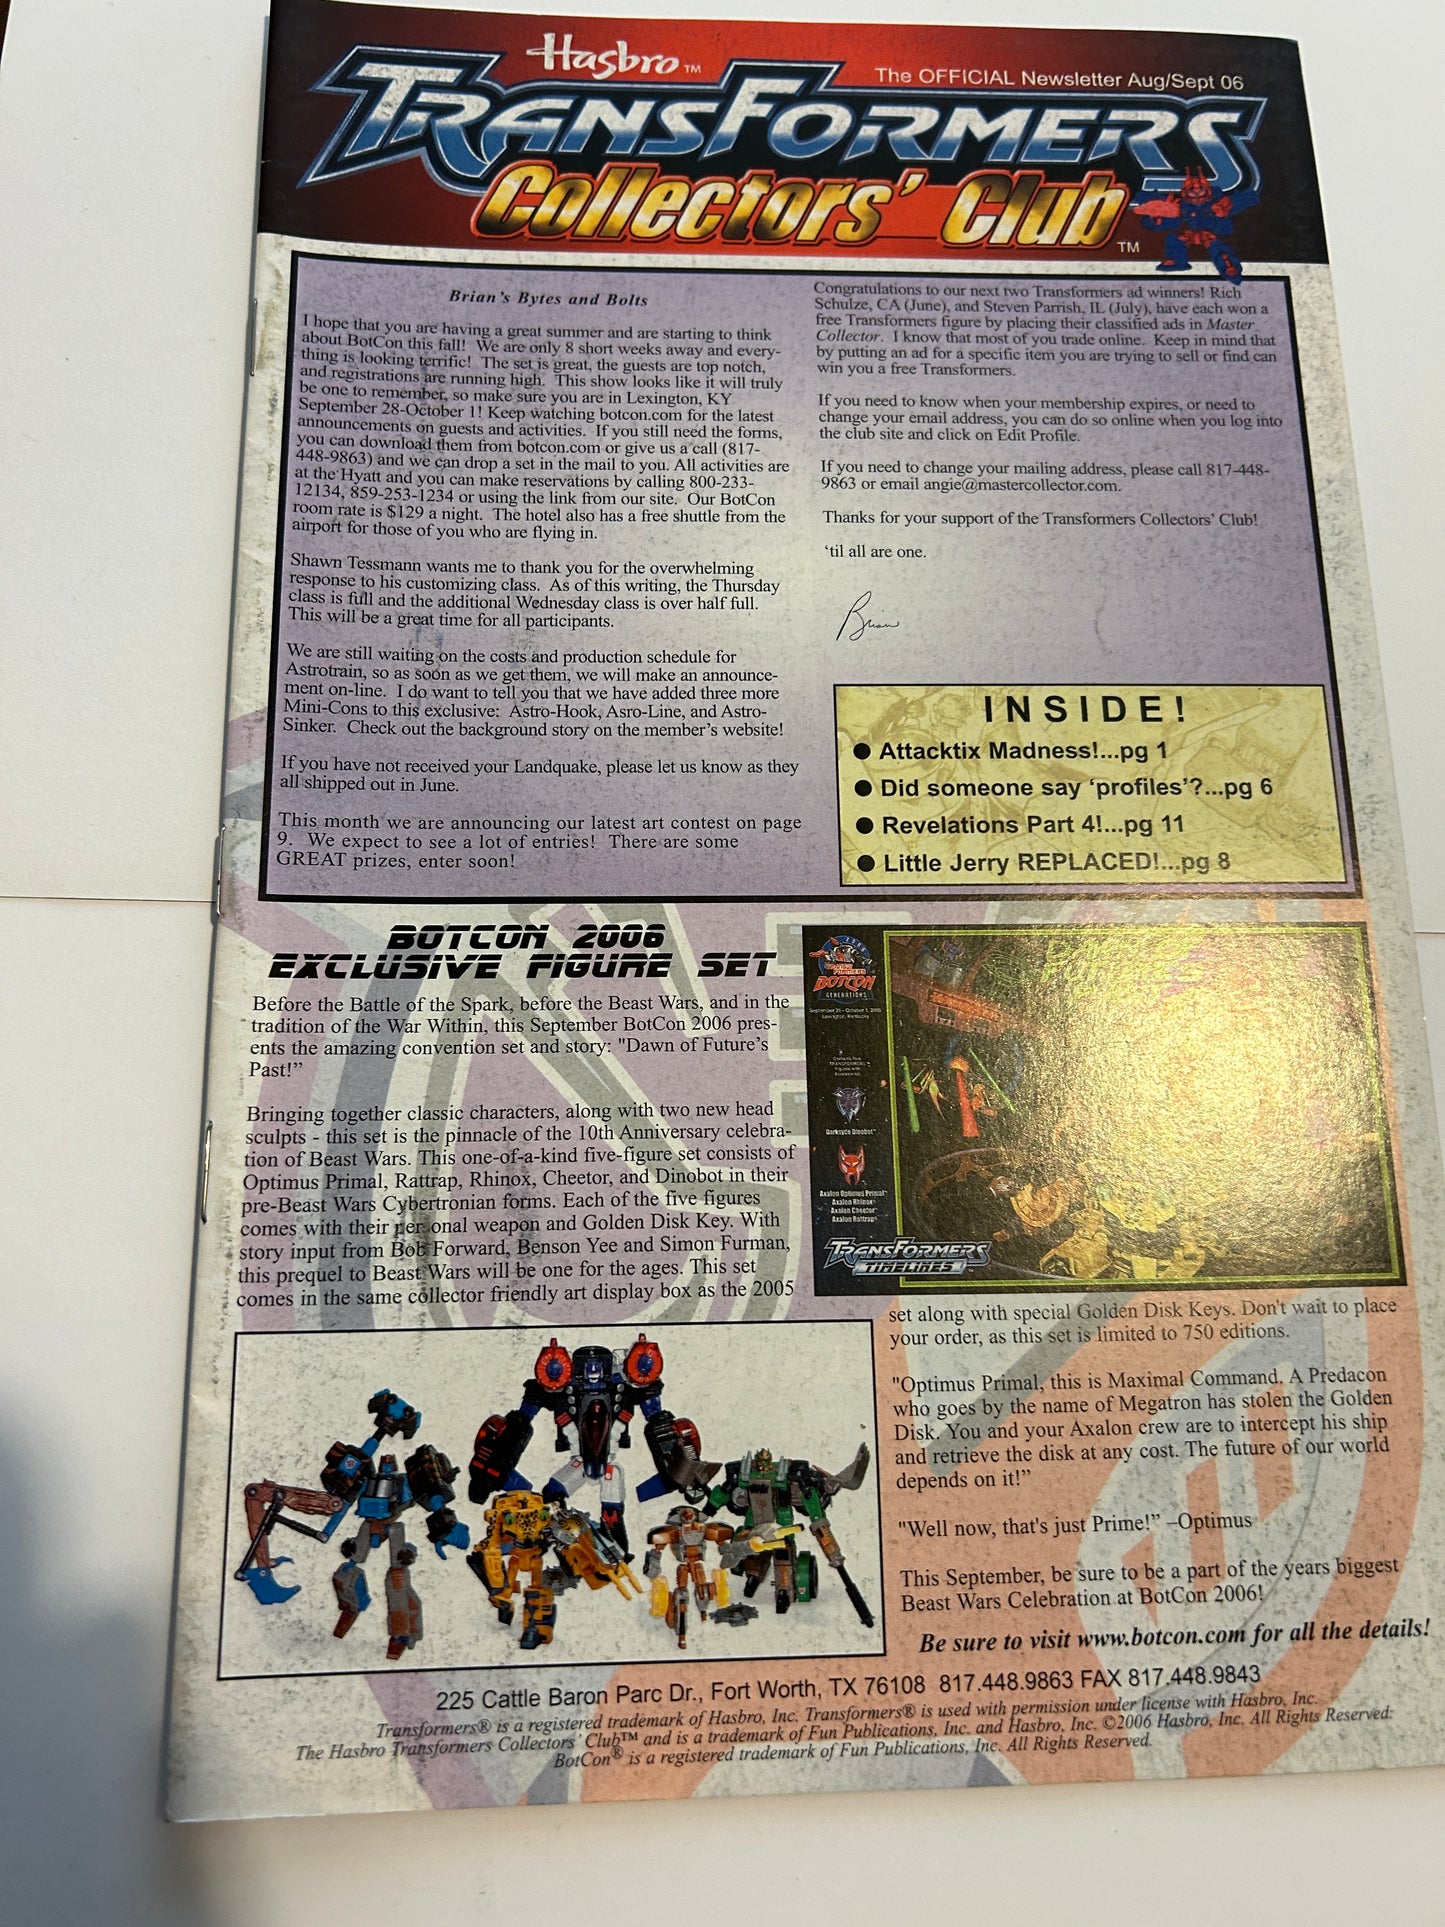 Hasbro ™
The OFFICIAL Newsletter Aug/Sept 06
TRANSFORMERS
Collectors' Club ™
Brian's Bytes and Bolts
I hope that you are having a great summer and are starting to think
about BotCon this fall! We are only 8 short weeks away and every-
thing is looking terrific! The set is great, the guests are top notch,
and registrations are running high. This show looks like it will truly
be one to remember, so make sure you are in Lexington, KY
September 28-October 1! Keep watching botcon.com for the latest
announcements on guests and activities. If you still need the forms,
you can download them from botcon.com or give us a call (817-
448-9863) and we can drop a set in the mail to you. All activities are
at the Hyatt and you can make reservations by calling 800-233-
12134, 859-253-1234 or using the link from our site. Our BotCon
room rate is $129 a night. The hotel also has a free shuttle from the
airport for those of you who are flying in.
Shawn Tessmann wants me to thank you for the overwhelming
response to his customizing class. As of this writing, the Thursday
class is full and the additional Wednesday class is over half full.
This will be a great time for all participants.
We are still waiting on the costs and production schedule for
Astrotrain, so as soon as we get them, we will make an announce-
ment on-line. I do want to tell you that we have added three more
Mini-Cons to this exclusive: Astro-Hook, Asro-Line, and Astro-
Sinker. Check out the background story on the member's website!
If you have not received your Landquake, please let us know as they
all shipped out in June.
This month we are announcing our latest art contest on page
9. We expect to see a lot of entries! There are some
GREAT prizes, enter soon!
Congratulations to our next two Transformers ad winners! Rich
Schulze, CA (June), and Steven Parrish, IL (July), have each won a
free Transformers figure by placing their classified ads in Master
Collector. I know that most of you trade online. Keep in mind that
by putting an ad for a specific item you are trying to sell or find can
win you a free Transformers.
If you need to know when your membership expires, or need to
change your email address, you can do so online when you log into
the club site and click on Edit Profile.
If you need to change your mailing address, please call 817-448-
9863 or email angie@mastercollector.com.
Thanks for your support of the Transformers Collectors' Club!
'til all are one.
Brian
INSIDE!
● Attacktix Madness!...pg 1
● Did someone say 'profiles'?...pg 6
● Revelations Part 4!...pg 11
● Little Jerry REPLACED!...pg 8
BOTCON 2006
EXCLUSIVE FIGURE SET
Before the Battle of the Spark, before the Beast Wars, and in the
tradition of the War Within, this September BotCon 2006 pres-
ents the amazing convention set and story: "Dawn of Future's
Past!"
Bringing together classic characters, along with two new head
sculpts - this set is the pinnacle of the 10th Anniversary celebra-
tion of Beast Wars. This one-of-a-kind five-figure set consists of
Optimus Primal, Rattrap, Rhinox, Cheetor, and Dinobot in their
pre-Beast Wars Cybertronian forms. Each of the five figures
comes with their personal weapon and Golden Disk Key. With
story input from Bob Forward, Benson Yee and Simon Furman,
this prequel to Beast Wars will be one for the ages. This set
comes in the same collector friendly art display box as the 2005
2006
TRANSFORMERS
BOTCON
GENERATIONS
September 28 - October 1, 2006
Lexington, Kentucky
Contains Five
TRANSFORMERS™
Figures with
Accessories.
Darksyde Dinobot™
Axalon Optimus Primal™
Axalon Rhinox®
Axalon Cheetor™
Axalon Rattrap®
TRANSFORMERS
TIMELINES™
set along with special Golden Disk Keys. Don't wait to place
your order, as this set is limited to 750 editions.
"Optimus Primal, this is Maximal Command. A Predacon
who goes by the name of Megatron has stolen the Golden
Disk. You and your Axalon crew are to intercept his ship
and retrieve the disk at any cost. The future of our world
depends on it!"
"Well now, that's just Prime!" –Optimus
This September, be sure to be a part of the years biggest
Beast Wars Celebration at BotCon 2006!
Be sure to visit www.botcon.com for all the details!
225 Cattle Baron Parc Dr., Fort Worth, TX 76108 817.448.9863 FAX 817.448.9843
Transformers® is a registered trademark of Hasbro, Inc. Transformers® is used with permission under license with Hasbro, Inc.
The Hasbro Transformers Collectors' Club™ and is a trademark of Fun Publications, Inc. and Hasbro, Inc. ©2006 Hasbro, Inc. All Rights Reserved.
BotCon® is a registered trademark of Fun Publications, Inc. All Rights Reserved.